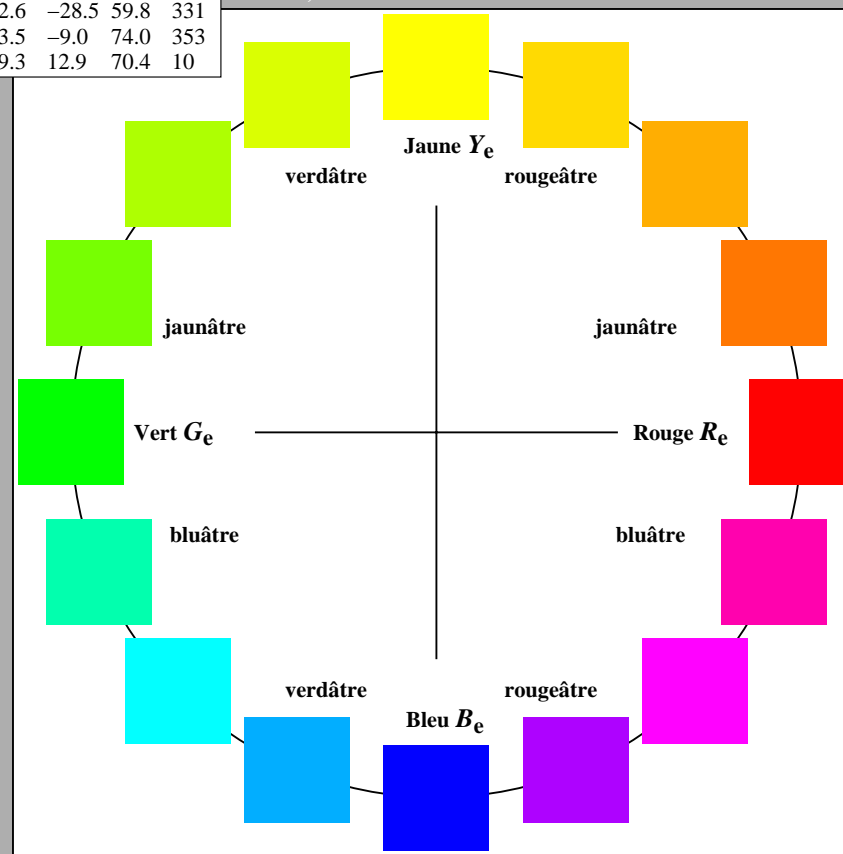 2.6 −28.5 59.8 331
3.5 −9.0 74.0 353
9.3 12.9 70.4 10
Jaune Ye
verdâtre rougeâtre
jaunâtre jaunâtre
Vert Ge Rouge Re
bluâtre bluâtre
verdâtre rougeâtre
Bleu Be